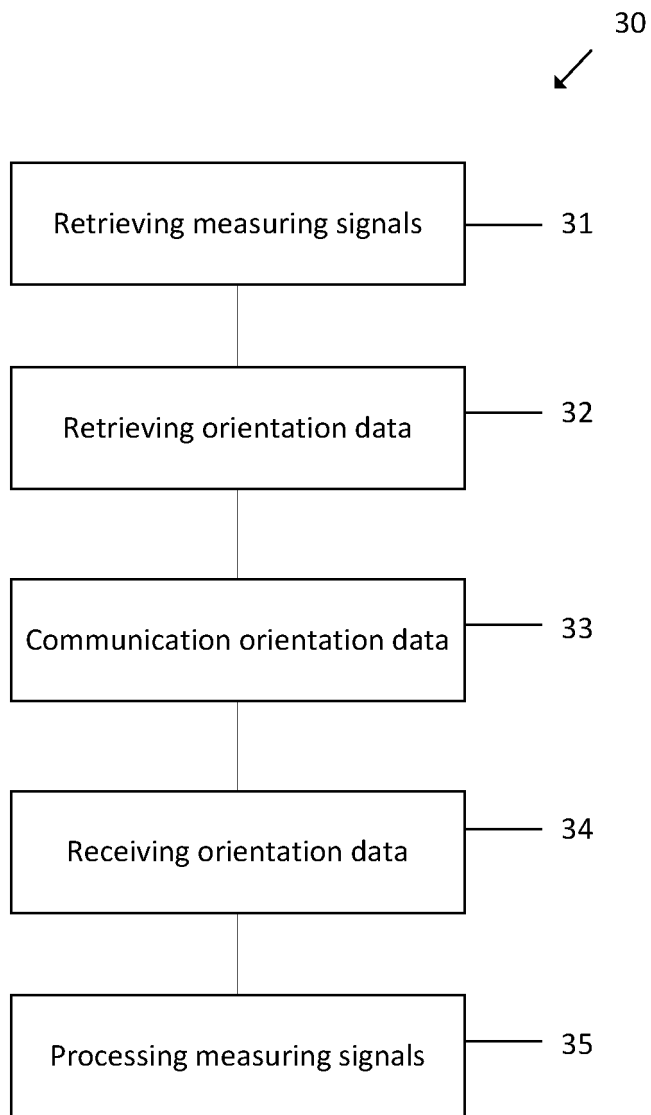 30
Retrieving measuring signals
31
Retrieving orientation data
32
Communication orientation data
33
Receiving orientation data
34
Processing measuring signals
35